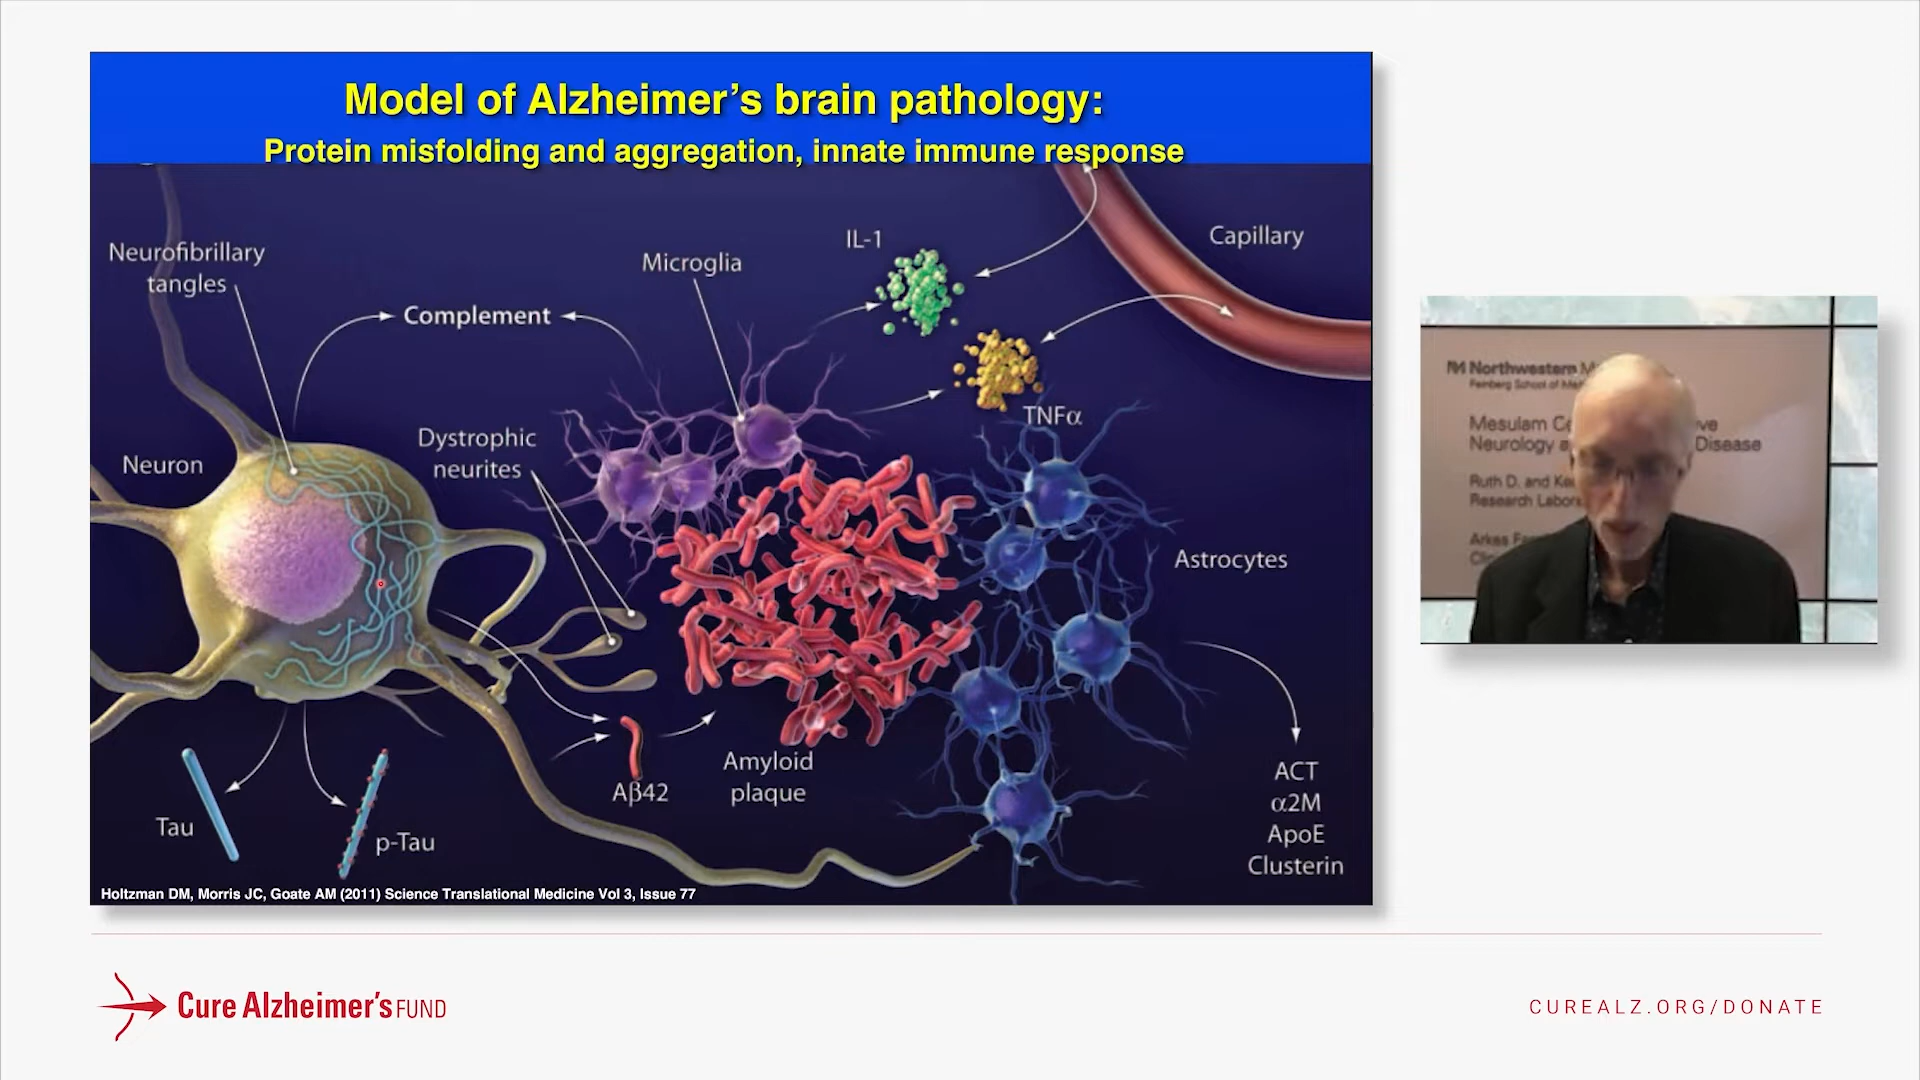 Model of Alzheimer’s brain pathology:
Protein misfolding and aggregation, innate immune response
Neurofibrillary
tangles
Complement
Microglia
IL-1
Capillary
TNFα
Neuron
Dystrophic
neurites
Astrocytes
Tau
p-Tau
Aβ42
Amyloid
plaque
ACT
α2M
ApoE
Clusterin
Holtzman DM, Morris JC, Goate AM (2011) Science Translational Medicine Vol 3, Issue 77
Northwestern
Feinberg School of
Mesulam
Neurology Disease
Ruth D. and
Research
Cure Alzheimer’s FUND
CUREALZ.ORG/DONATE